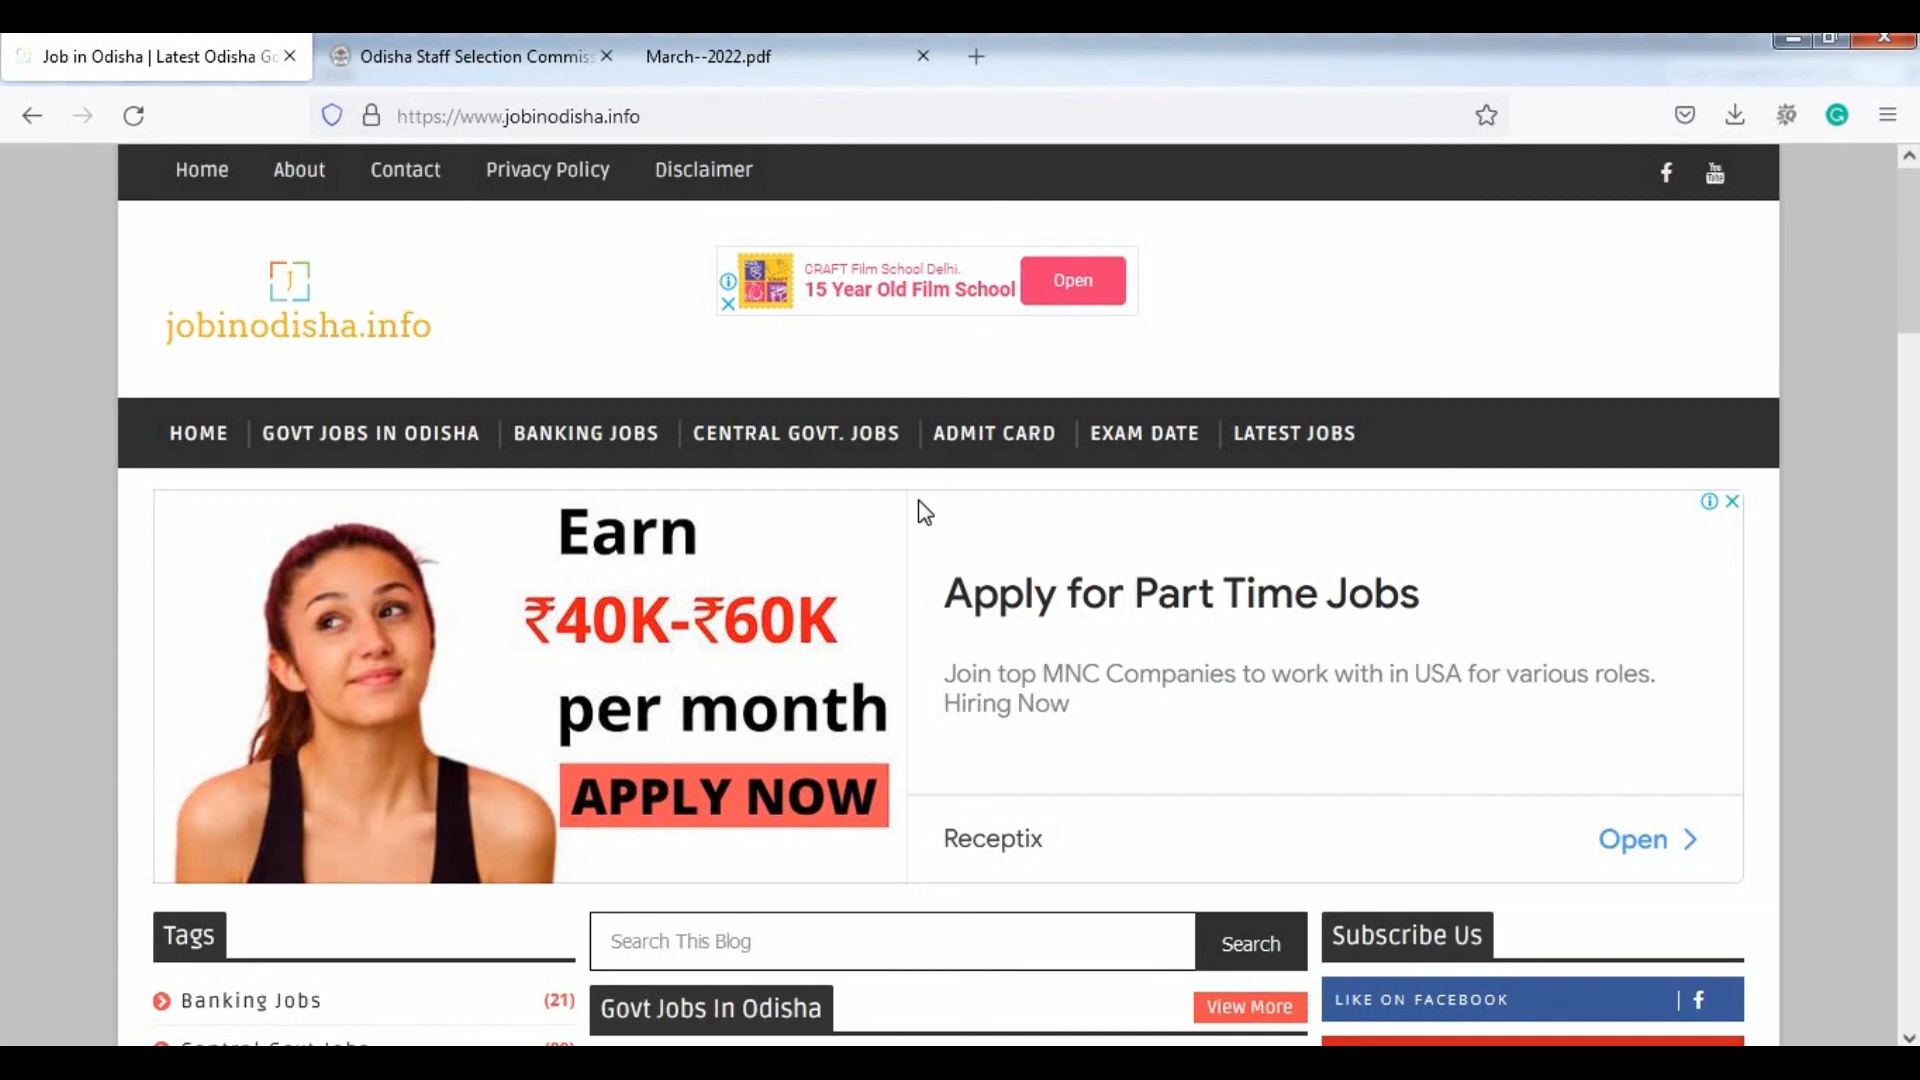 Job in Odisha | Latest Odisha Go
Odisha Staff Selection Commiss
March--2022.pdf
https://www.jobinodisha.info
Home About Contact Privacy Policy Disclaimer
You Tube
CRAFT Film School Delhi.
15 Year Old Film School
Open
J
jobinodisha.info
HOME GOVT JOBS IN ODISHA BANKING JOBS CENTRAL GOVT. JOBS ADMIT CARD EXAM DATE LATEST JOBS
Earn
₹40K-₹60K
per month
APPLY NOW
Apply for Part Time Jobs
Join top MNC Companies to work with in USA for various roles.
Hiring Now
Receptix
Open
Tags
Search This Blog
Search
Subscribe Us
Banking Jobs (21)
Govt Jobs In Odisha
View More
LIKE ON FACEBOOK